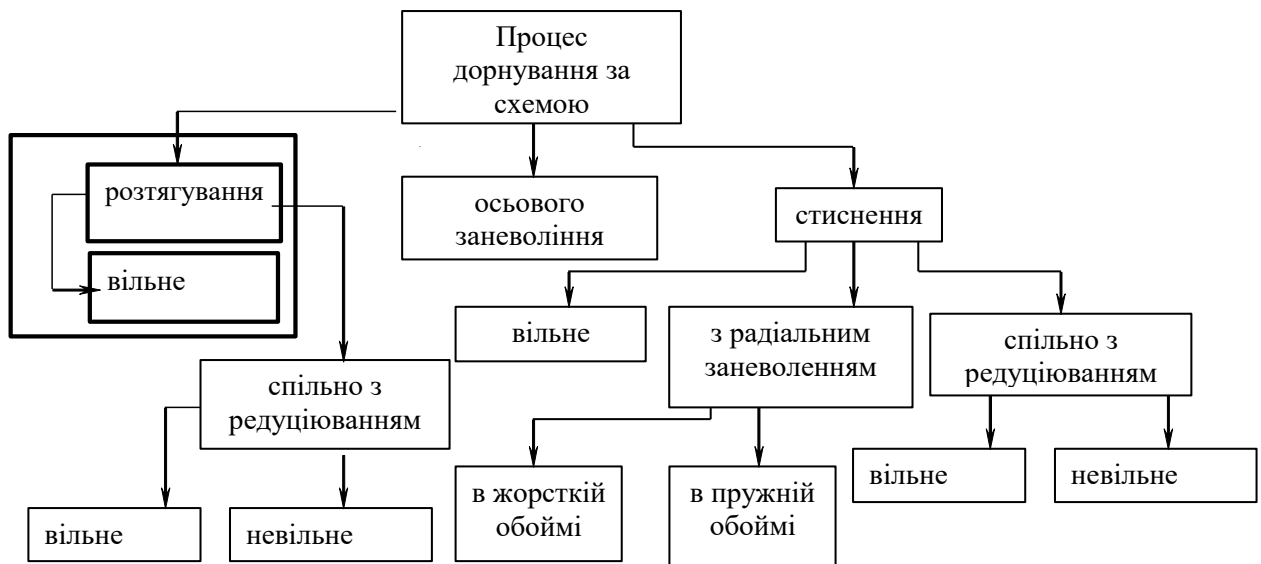 Процес
дорнування за
схемою
розтягування
вільне
осьового
заневоління
стиснення
вільне
з радіальним
заневоленням
спільно з
редуціюванням
спільно з
редуціюванням
вільне
невільне
в жорсткій
обоймі
в пружній
обоймі
вільне
невільне